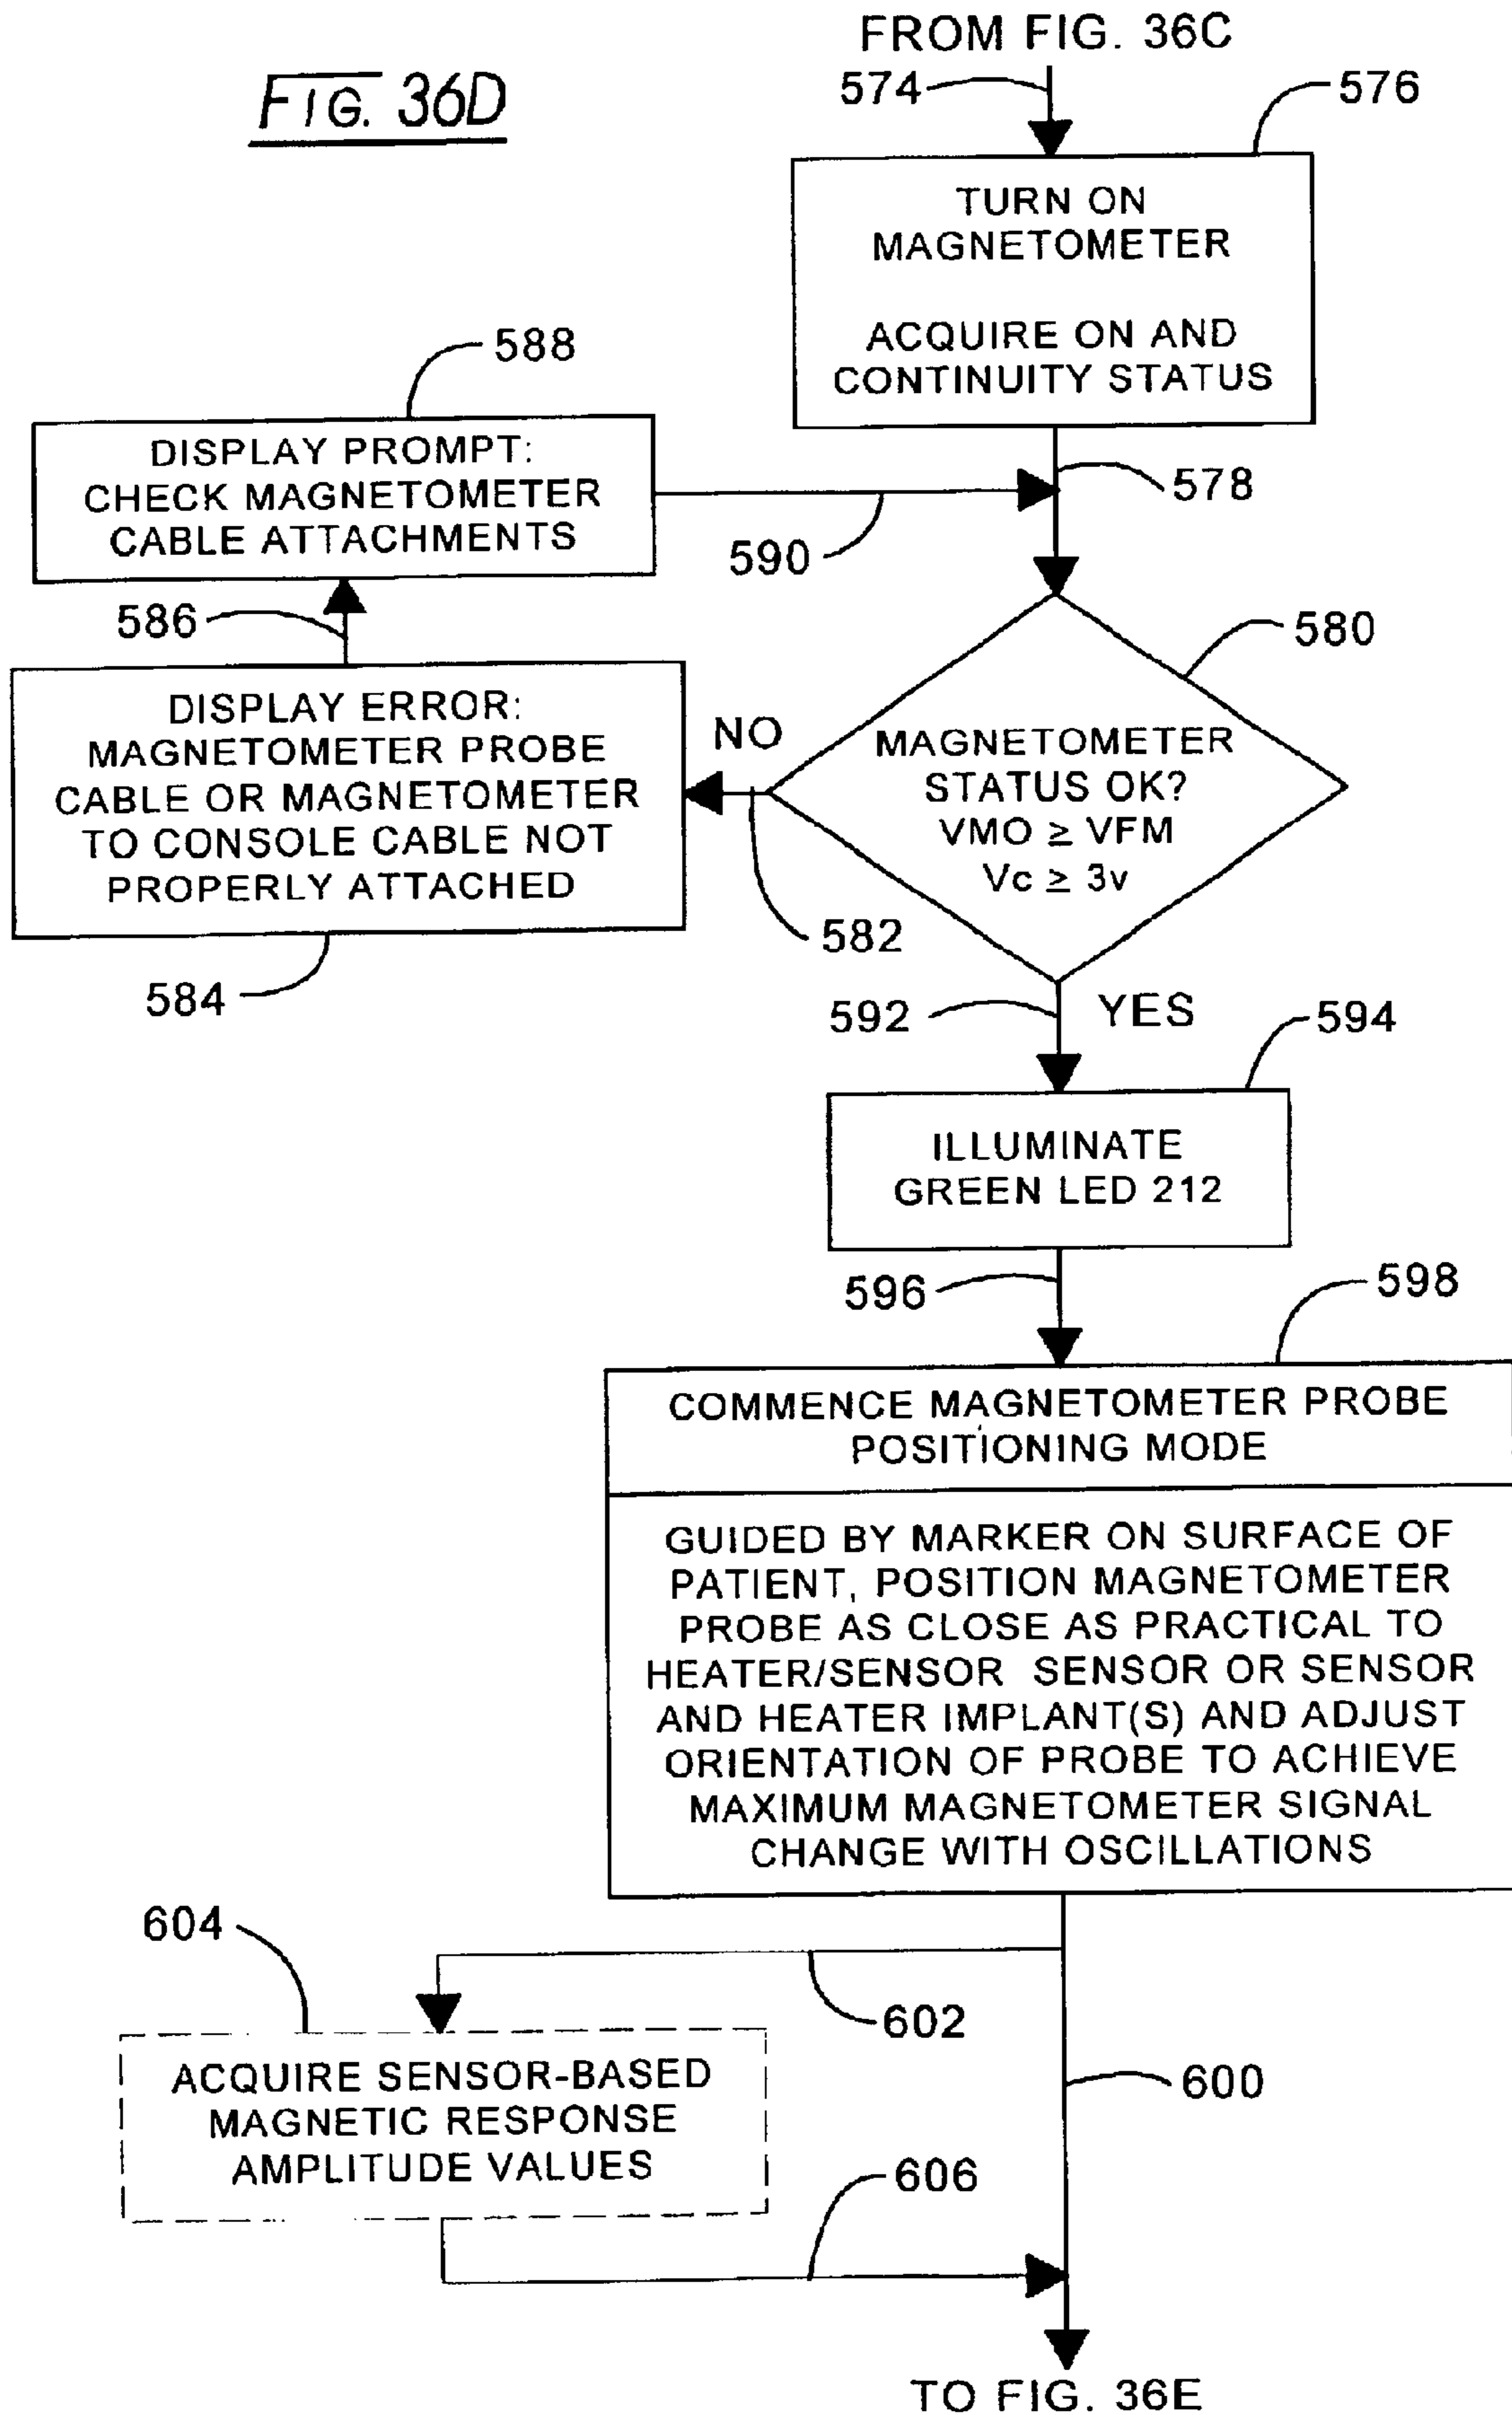 FIG. 36D
FROM FIG. 36C
574
576
TURN ON
MAGNETOMETER
ACQUIRE ON AND
CONTINUITY STATUS
588
DISPLAY PROMPT:
CHECK MAGNETOMETER
CABLE ATTACHMENTS
578
590
586
580
DISPLAY ERROR:
MAGNETOMETER PROBE
CABLE OR MAGNETOMETER
TO CONSOLE CABLE NOT
PROPERLY ATTACHED
NO
MAGNETOMETER
STATUS OK?
VMO ≥ VFM
Vc ≥ 3v
582
584
592
YES
594
ILLUMINATE
GREEN LED 212
596
598
COMMENCE MAGNETOMETER PROBE
POSITIONING MODE
GUIDED BY MARKER ON SURFACE OF
PATIENT, POSITION MAGNETOMETER
PROBE AS CLOSE AS PRACTICAL TO
HEATER/SENSOR SENSOR OR SENSOR
AND HEATER IMPLANT(S) AND ADJUST
ORIENTATION OF PROBE TO ACHIEVE
MAXIMUM MAGNETOMETER SIGNAL
CHANGE WITH OSCILLATIONS
604
602
ACQUIRE SENSOR-BASED
MAGNETIC RESPONSE
AMPLITUDE VALUES
600
606
TO FIG. 36E